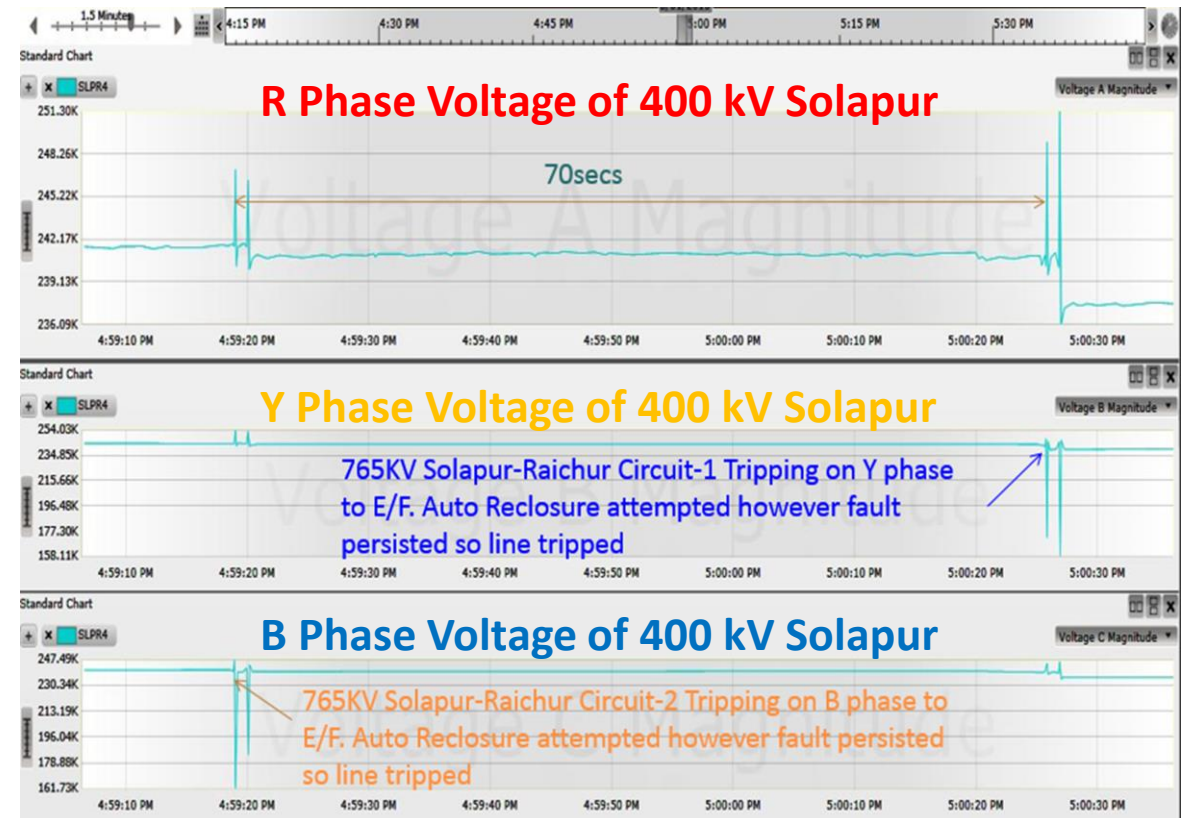 1.5 Minutes
4:15 PM 4:30 PM 4:45 PM 5:00 PM 5:15 PM 5:30 PM
Standard Chart
+ x SLPR4
R Phase Voltage of 400 kV Solapur
Voltage A Magnitude
251.30K
248.26K
70secs
245.22K
Voltage A Magnitude
242.17K
239.13K
236.09K
4:59:10 PM 4:59:20 PM 4:59:30 PM 4:59:40 PM 4:59:50 PM 5:00:00 PM 5:00:10 PM 5:00:20 PM 5:00:30 PM
Standard Chart
+ x SLPR4
Y Phase Voltage of 400 kV Solapur
Voltage B Magnitude
254.03K
234.85K
215.66K
196.48K
177.30K
158.11K
Voltage B Magnitude
765KV Solapur-Raichur Circuit-1 Tripping on Y phase
to E/F. Auto Reclosure attempted however fault
persisted so line tripped
4:59:10 PM 4:59:20 PM 4:59:30 PM 4:59:40 PM 4:59:50 PM 5:00:00 PM 5:00:10 PM 5:00:20 PM 5:00:30 PM
Standard Chart
+ x SLPR4
B Phase Voltage of 400 kV Solapur
Voltage C Magnitude
247.49K
230.34K
213.19K
196.04K
178.88K
161.73K
Voltage C Magnitude
765KV Solapur-Raichur Circuit-2 Tripping on B phase to
E/F. Auto Reclosure attempted however fault persisted
so line tripped
4:59:10 PM 4:59:20 PM 4:59:30 PM 4:59:40 PM 4:59:50 PM 5:00:00 PM 5:00:10 PM 5:00:20 PM 5:00:30 PM